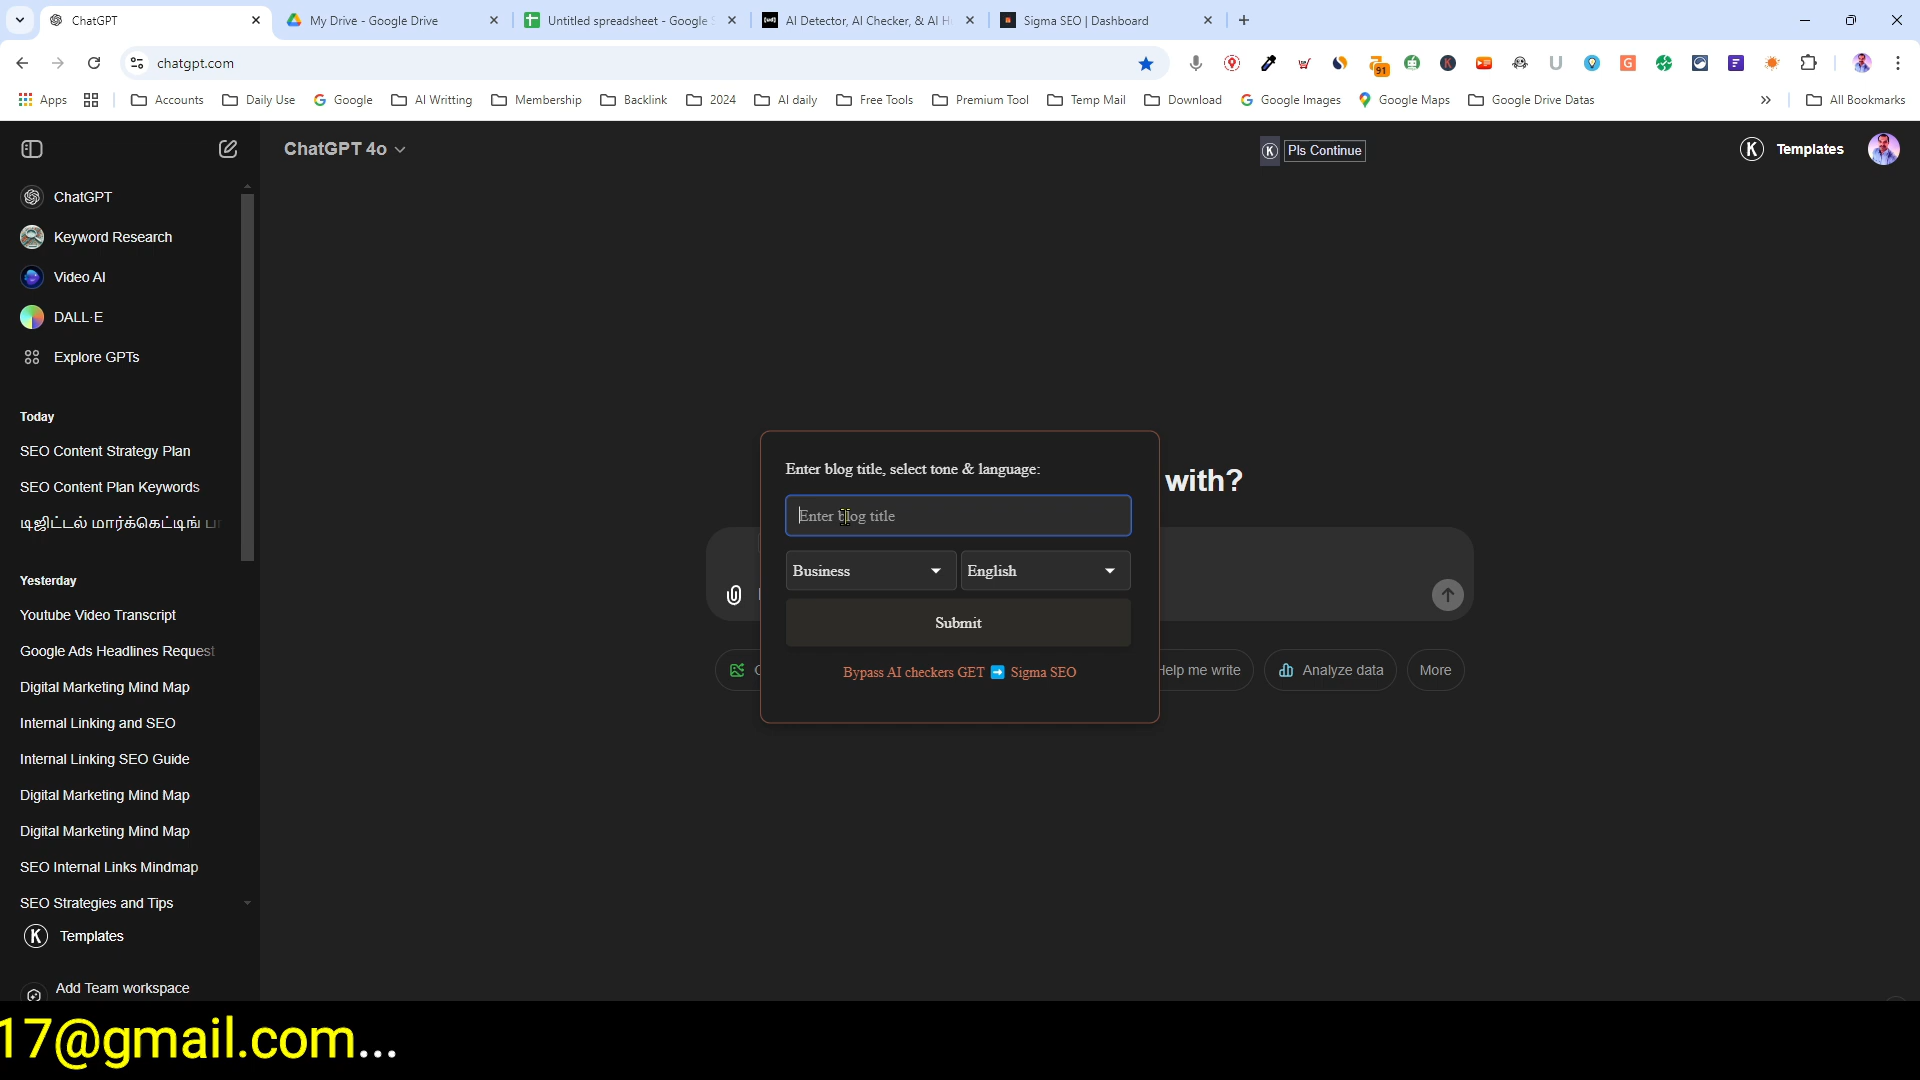 ChatGPT
My Drive - Google Drive
Untitled spreadsheet - Google S
AI Detector, AI Checker, & AI H
Sigma SEO | Dashboard
chatgpt.com
91
Apps
Accounts
Daily Use
Google
AI Writting
Membership
Backlink
2024
AI daily
Free Tools
Premium Tool
Temp Mail
Download
Google Images
Google Maps
Google Drive Datas
All Bookmarks
ChatGPT 4o
Pls Continue
Templates
ChatGPT
Keyword Research
Video AI
DALL·E
Explore GPTs
Today
SEO Content Strategy Plan
SEO Content Plan Keywords
டிஜிட்டல் மார்க்கெட்டிங்
Yesterday
Youtube Video Transcript
Google Ads Headlines Request
Digital Marketing Mind Map
Internal Linking and SEO
Internal Linking SEO Guide
Digital Marketing Mind Map
Digital Marketing Mind Map
SEO Internal Links Mindmap
SEO Strategies and Tips
Templates
Add Team workspace
with?
Enter blog title, select tone & language:
Enter blog title
Business
English
Submit
Bypass AI checkers GET ➡ Sigma SEO
Help me write
Analyze data
More
17@gmail.com...